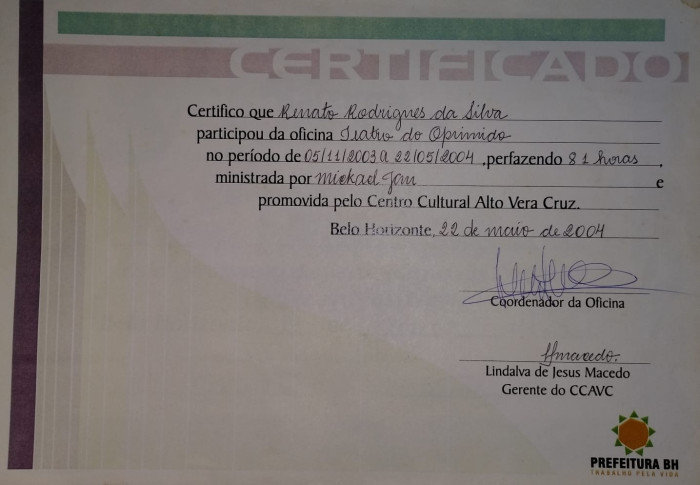 CERTIFICADO
Certifico que Renato Rodrigues da Silva
participou da oficina Teatro do Oprimido
no período de 05/11/2003 a 22/05/2004 ,perfazendo 81 horas ,
ministrada por e
promovida pelo Centro Cultural Alto Vera Cruz.
Belo Horizonte, 22 de maio de 2004
Coordenador da Oficina
Lindalva de Jesus Macedo
Gerente do CCAVC
PREFEITURA BH
TRABALHO PELA VIDA